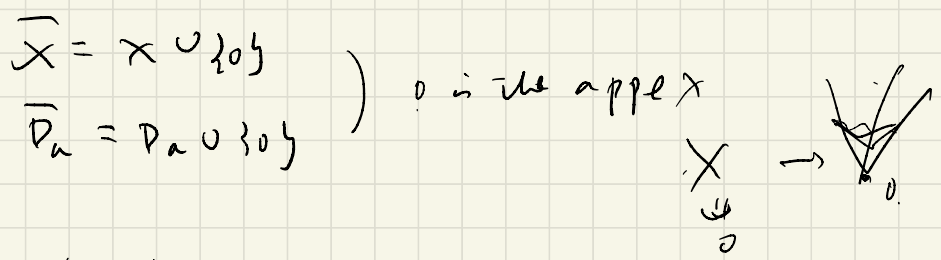 X̅ = X ∪ {0}
D̅ₐ = Dₐ ∪ {0}
) 0 is the appex
X →
⊎
0
0.